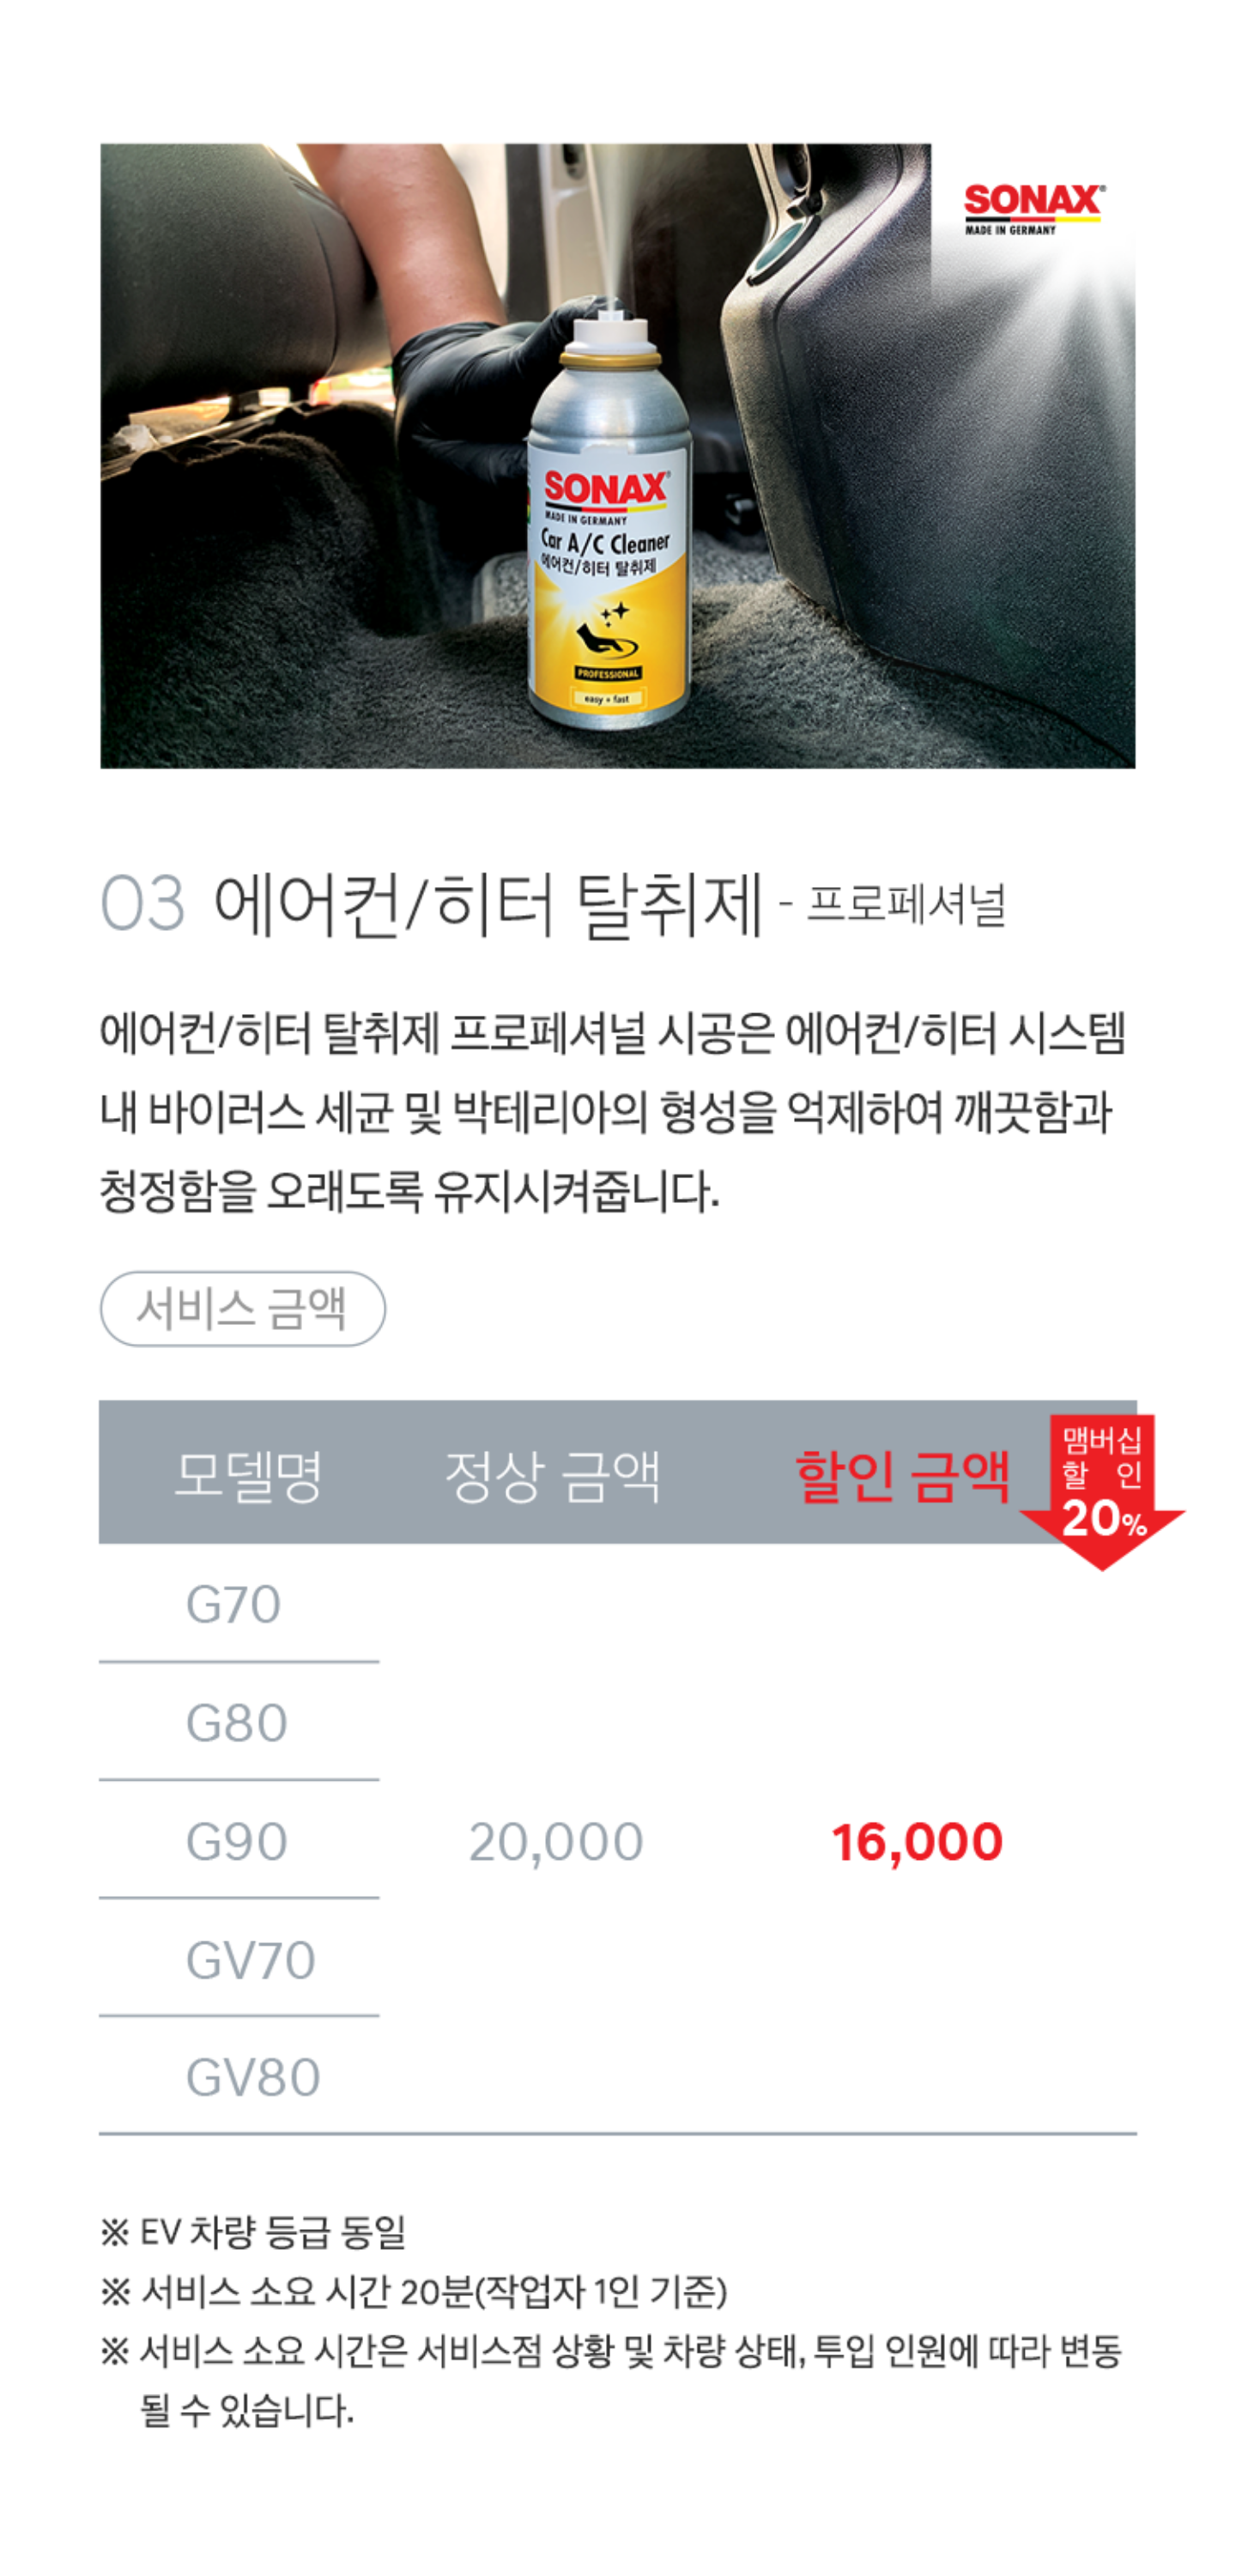 SONAX
MADE IN GERMANY
SONAX
MADE IN GERMANY
Car A/C Cleaner
에어컨/히터 탈취제
PROFESSIONAL
easy + fast
03 에어컨/히터 탈취제 - 프로페셔널
에어컨/히터 탈취제 프로페셔널 시공은 에어컨/히터 시스템
내 바이러스 세균 및 박테리아의 형성을 억제하여 깨끗함과
청정함을 오래도록 유지시켜줍니다.
서비스 금액
모델명 정상 금액 할인 금액
맴버십
할 인
20%
G70
G80
G90 20,000 16,000
GV70
GV80
※ EV 차량 등급 동일
※ 서비스 소요 시간 20분(작업자 1인 기준)
※ 서비스 소요 시간은 서비스점 상황 및 차량 상태, 투입 인원에 따라 변동
될 수 있습니다.